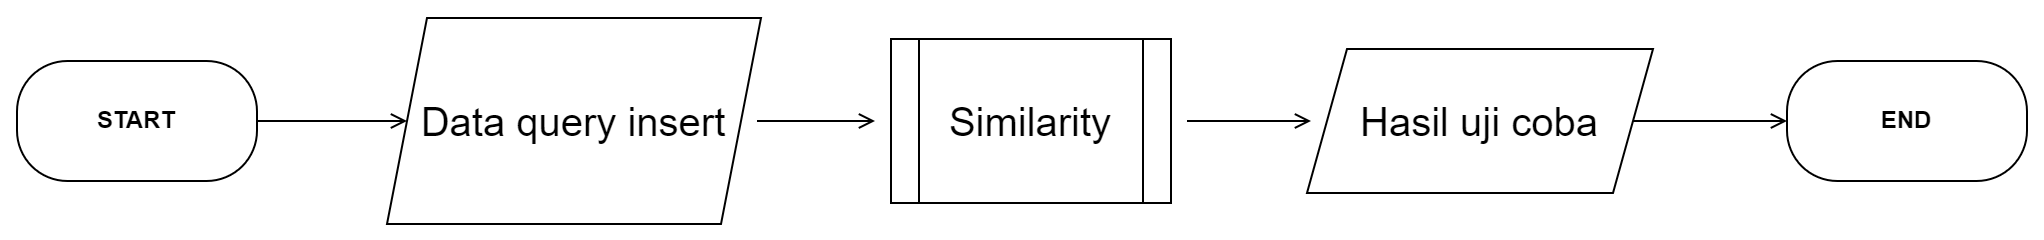 START
Data query insert
Similarity
Hasil uji coba
END